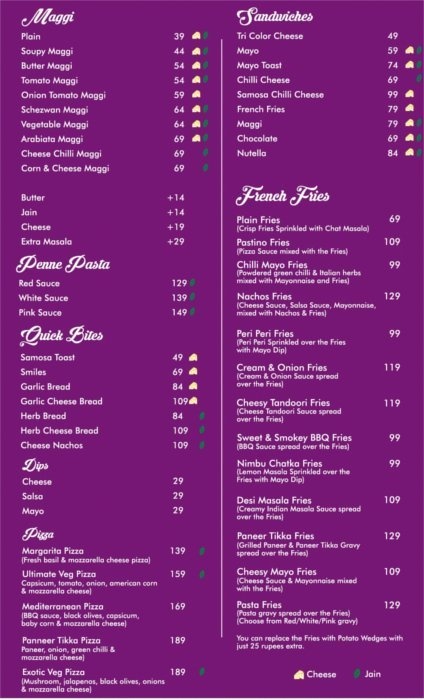 Maggi
Plain 39
Soupy Maggi 44
Butter Maggi 54
Tomato Maggi 54
Onion Tomato Maggi 59
Schezwan Maggi 64
Vegetable Maggi 64
Arabiata Maggi 69
Cheese Chilli Maggi 69
Corn & Cheese Maggi 69
Butter +14
Jain +14
Cheese +19
Extra Masala +29
Penne Pasta
Red Sauce 129
White Sauce 139
Pink Sauce 149
Quick Bites
Samosa Toast 49
Smiles 69
Garlic Bread 84
Garlic Cheese Bread 109
Herb Bread 84
Herb Cheese Bread 109
Cheese Nachos 109
Dips
Cheese 29
Salsa 29
Mayo 29
Pizza
Margarita Pizza 139
(Fresh basil & mozzarella cheese pizza)
Ultimate Veg Pizza 159
Capsicum, tomato, onion, american corn
& mozzarella cheese)
Mediterranean Pizza 169
(BBQ sauce, black olives, capsicum,
baby corn & mozzarella cheese)
Panneer Tikka Pizza 189
Paneer, onion, green chilli &
mozzarella cheese)
Exotic Veg Pizza 189
(Mushroom, jalapenos, black olives, onions
& mozzarella cheese)
Sandwiches
Tri Color Cheese 49
Mayo 59
Mayo Toast 74
Chilli Cheese 69
Samosa Chilli Cheese 99
French Fries 79
Maggi 79
Chocolate 69
Nutella 84
French Fries
Plain Fries 69
(Crisp Fries Sprinkled with Chat Masala)
Pastino Fries 109
(Pizza Sauce mixed with the Fries)
Chilli Mayo Fries 99
(Powdered green chilli & Italian herbs
mixed with Mayonnaise and Fries)
Nachos Fries 129
(Cheese Sauce, Salsa Sauce, Mayonnaise,
mixed with Nachos & Fries)
Peri Peri Fries 99
(Peri Peri Sprinkled over the Fries
with Mayo Dip)
Cream & Onion Fries 119
(Cream & Onion Sauce spread
over the Fries)
Cheesy Tandoori Fries 119
(Cheese Tandoori Sauce spread
over the Fries)
Sweet & Smokey BBQ Fries 99
(BBQ Sauce spread over the Fries)
Nimbu Chatka Fries 99
(Lemon Masala Sprinkled over the
Fries with Mayo Dip)
Desi Masala Fries 109
(Creamy Indian Masola Sauce spread
over the Fries)
Paneer Tikka Fries 129
(Grilled Paneer & Paneer Tikka Gravy
spread over the Fries)
Cheesy Mayo Fries 109
(Cheese Sauce & Mayonnaise mixed
with the Fries)
Pasta Fries 129
(Pasta gravy spread over the Fries)
(Choose from Red/White/Pink gravy)
You can replace the Fries with Potato Wedges with
just 25 rupees extra.
Cheese Jain